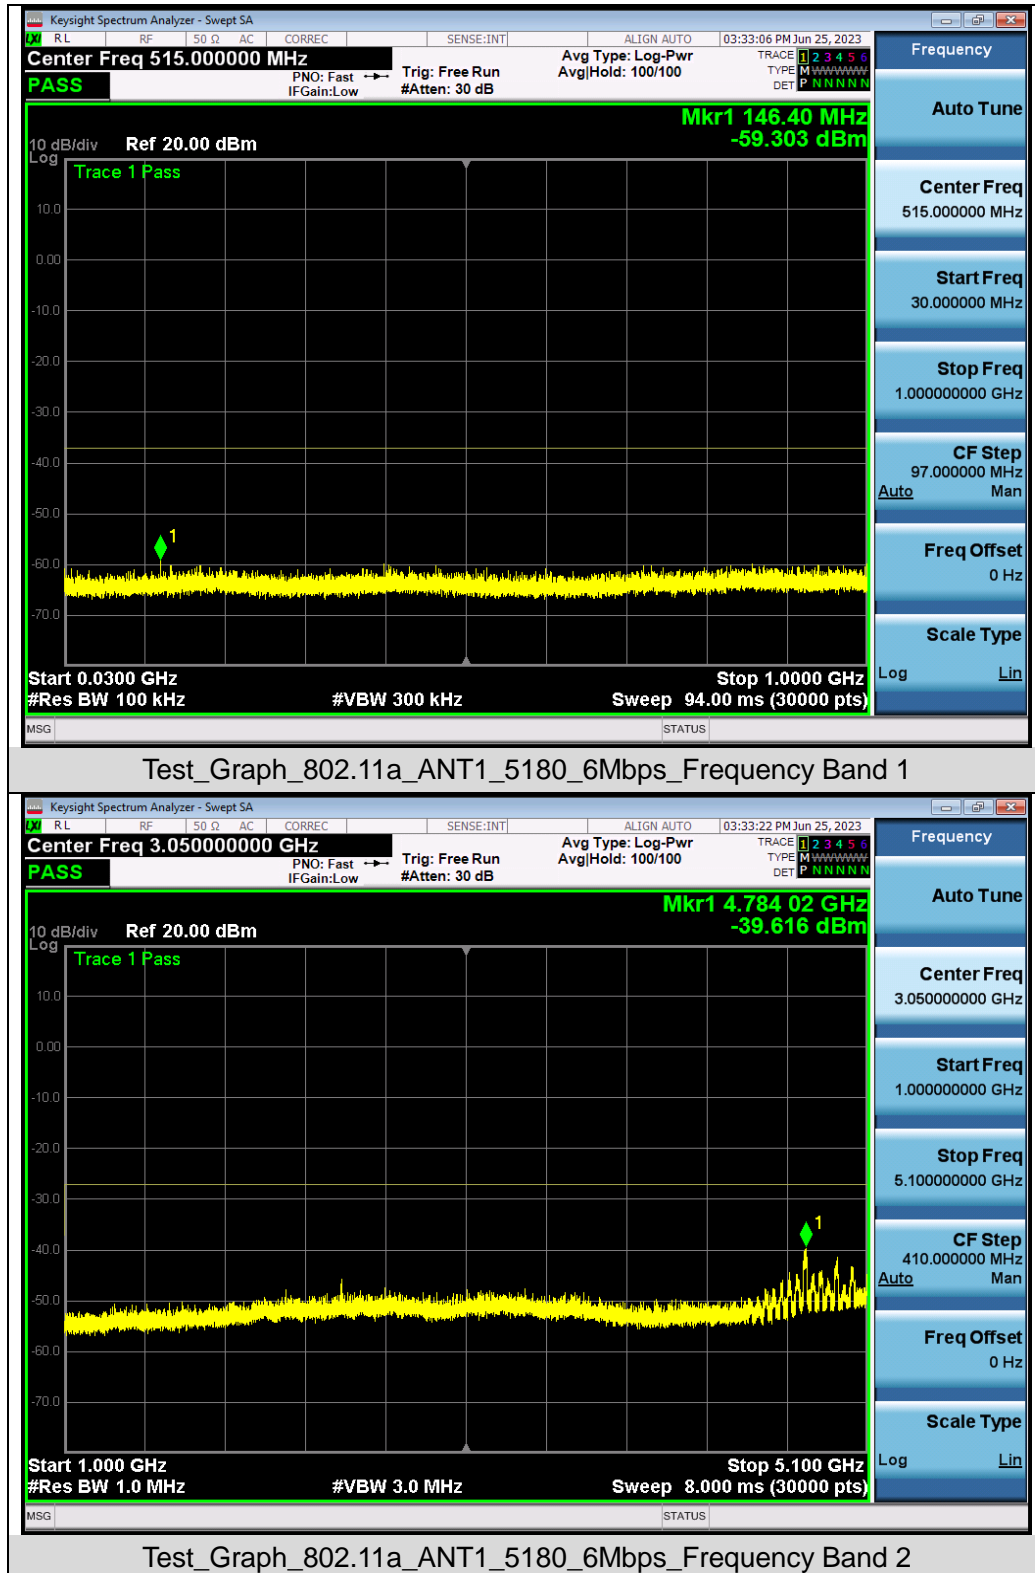 Keysight Spectrum Analyzer - Swept SA
LXI RL RF 50 Ω AC CORREC SENSE:INT ALIGN AUTO 03:33:06 PM Jun 25, 2023
Center Freq 515.000000 MHz
PASS
PNO: Fast
IFGain:Low
Trig: Free Run
#Atten: 30 dB
Avg Type: Log-Pwr
Avg|Hold: 100/100
TRACE 1 2 3 4 5 6
TYPE M W W W W W
DET P N N N N N
Mkr1 146.40 MHz
-59.303 dBm
10 dB/div Ref 20.00 dBm
Log
Trace 1 Pass
10.0
0.00
-10.0
-20.0
-30.0
-40.0
-50.0
1
-60.0
-70.0
Start 0.0300 GHz Stop 1.0000 GHz
#Res BW 100 kHz #VBW 300 kHz Sweep 94.00 ms (30000 pts)
MSG STATUS
Frequency
Auto Tune
Center Freq
515.000000 MHz
Start Freq
30.000000 MHz
Stop Freq
1.000000000 GHz
CF Step
97.000000 MHz
Auto Man
Freq Offset
0 Hz
Scale Type
Log Lin
Test_Graph_802.11a_ANT1_5180_6Mbps_Frequency Band 1
Keysight Spectrum Analyzer - Swept SA
LXI RL RF 50 Ω AC CORREC SENSE:INT ALIGN AUTO 03:33:22 PM Jun 25, 2023
Center Freq 3.050000000 GHz
PASS
PNO: Fast
IFGain:Low
Trig: Free Run
#Atten: 30 dB
Avg Type: Log-Pwr
Avg|Hold: 100/100
TRACE 1 2 3 4 5 6
TYPE M W W W W W
DET P N N N N N
Mkr1 4.784 02 GHz
-39.616 dBm
10 dB/div Ref 20.00 dBm
Log
Trace 1 Pass
10.0
0.00
-10.0
-20.0
-30.0
1
-40.0
-50.0
-60.0
-70.0
Start 1.000 GHz Stop 5.100 GHz
#Res BW 1.0 MHz #VBW 3.0 MHz Sweep 8.000 ms (30000 pts)
MSG STATUS
Frequency
Auto Tune
Center Freq
3.050000000 GHz
Start Freq
1.000000000 GHz
Stop Freq
5.100000000 GHz
CF Step
410.000000 MHz
Auto Man
Freq Offset
0 Hz
Scale Type
Log Lin
Test_Graph_802.11a_ANT1_5180_6Mbps_Frequency Band 2